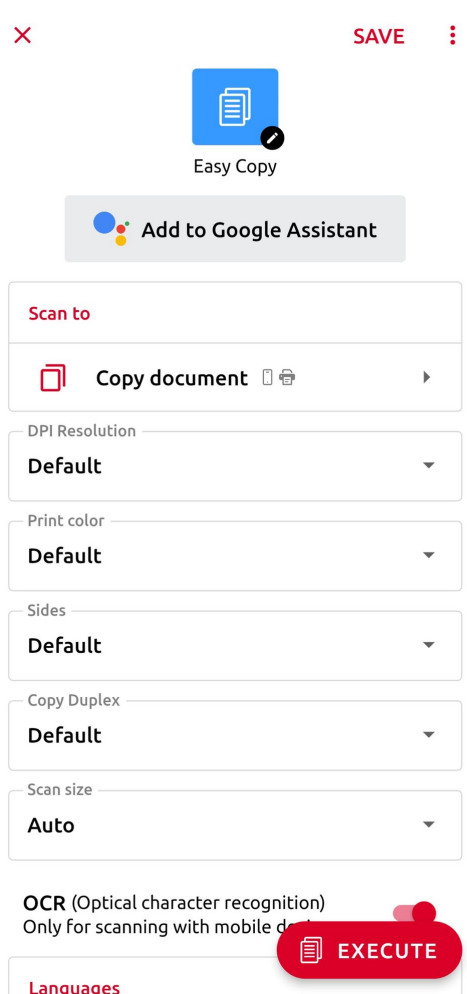 SAVE
Easy Copy
Add to Google Assistant
Scan to
Copy document
DPI Resolution
Default
Print color
Default
Sides
Default
Copy Duplex
Default
Scan size
Auto
OCR (Optical character recognition)
Only for scanning with mobile
EXECUTE
Languages